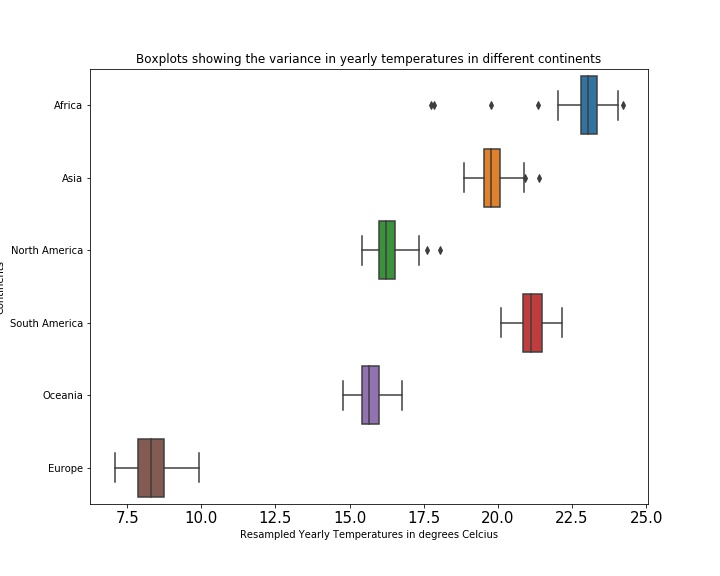 Boxplots showing the variance in yearly temperatures in different continents
Africa
Asia
North America
South America
Oceania
Europe
7.5 10.0 12.5 15.0 17.5 20.0 22.5 25.0
Resampled Yearly Temperatures in degrees Celcius